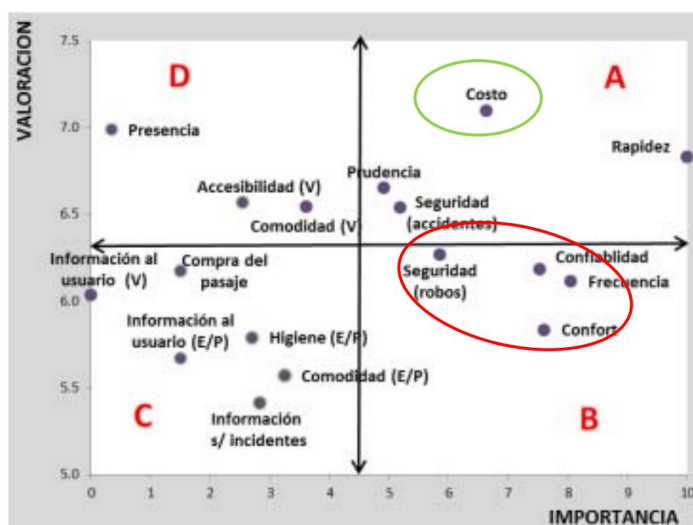 VALORACION
7.5
7.0
6.5
6.0
5.5
5.0
D
A
Costo
Presencia
Rapidez
Prudencia
Accesibilidad (V)
Seguridad
(accidentes)
Comodidad (V)
Información al
usuario (V)
Compra del
pasaje
Seguridad
(robos)
Confiablidad
Frecuencia
Información al
usuario (E/P)
Higiene (E/P)
Confort
Comodidad (E/P)
C
Información
s/ incidentes
B
0 1 2 3 4 5 6 7 8 9 10
IMPORTANCIA